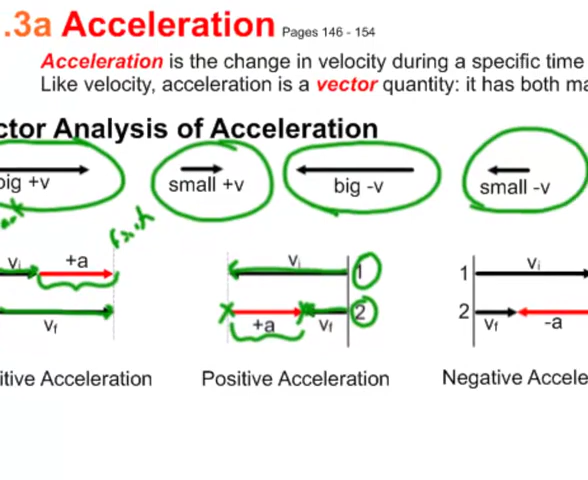 .3a Acceleration Pages 146 - 154
Acceleration is the change in velocity during a specific time
Like velocity, acceleration is a vector quantity: it has both ma
ctor Analysis of Acceleration
big +v small +v big -v small -v
Vi +a Vi 1 1 Vi
Vf +a Vf 2 2 Vf -a
itive Acceleration Positive Acceleration Negative Accele